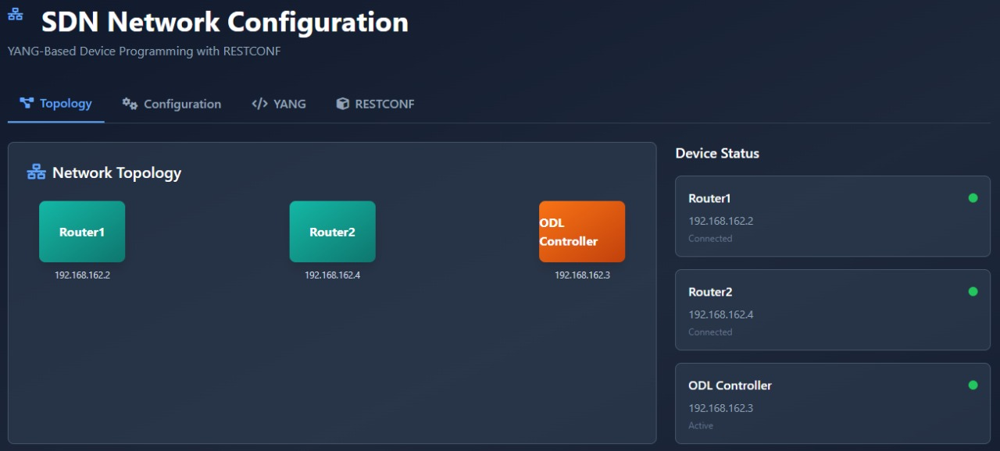 SDN Network Configuration
YANG-Based Device Programming with RESTCONF
Topology
Configuration
</> YANG
RESTCONF
Network Topology
Router1
192.168.162.2
Router2
192.168.162.4
ODL
Controller
192.168.162.3
Device Status
Router1
192.168.162.2
Connected
Router2
192.168.162.4
Connected
ODL Controller
192.168.162.3
Active